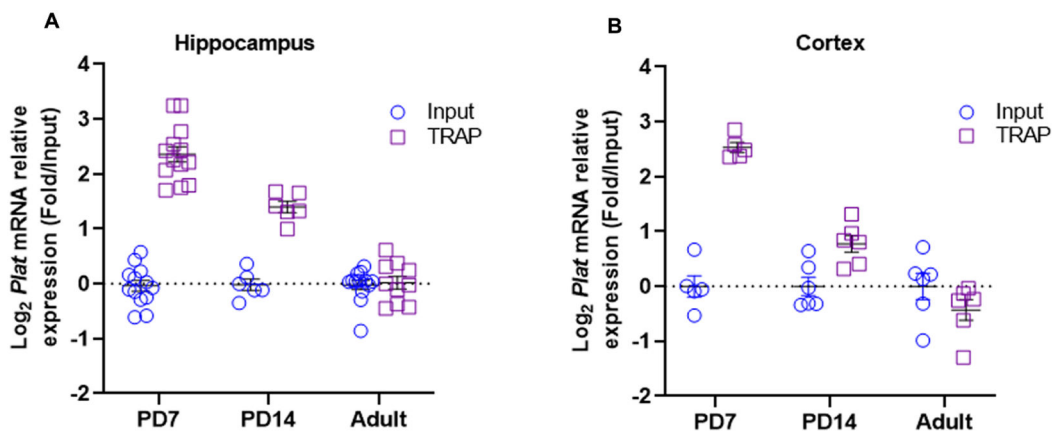 A
Hippocampus
Log2 Plat mRNA relative
expression (Fold/Input)
4
3
2
1
0
-1
-2
Input
TRAP
PD7
PD14
Adult
B
Cortex
Log2 Plat mRNA relative
expression (Fold/Input)
4
3
2
1
0
-1
-2
Input
TRAP
PD7
PD14
Adult